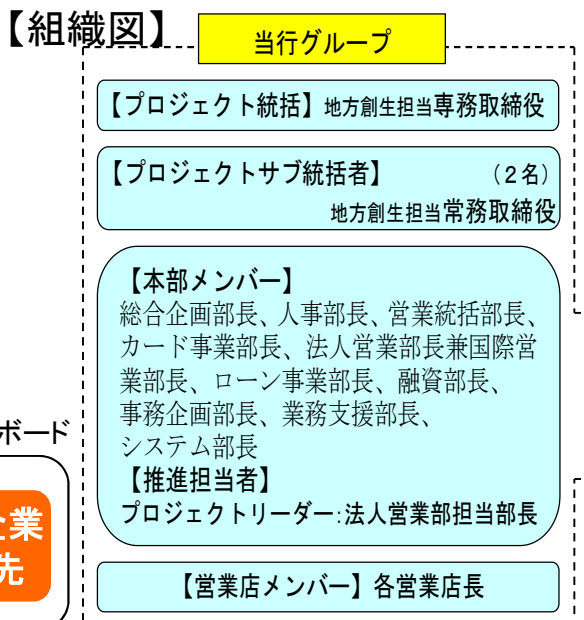 【組織図】
当行グループ
【プロジェクト統括】地方創生担当専務取締役
【プロジェクトサブ統括者】 (2名)
地方創生担当常務取締役
【本部メンバー】
総合企画部長、人事部長、営業統括部長、
カード事業部長、法人営業部長兼国際営
業部長、ローン事業部長、融資部長、
事務企画部長、業務支援部長、
システム部長
【推進担当者】
プロジェクトリーダー:法人営業部担当部長
【営業店メンバー】各営業店長
ボード
企業
先